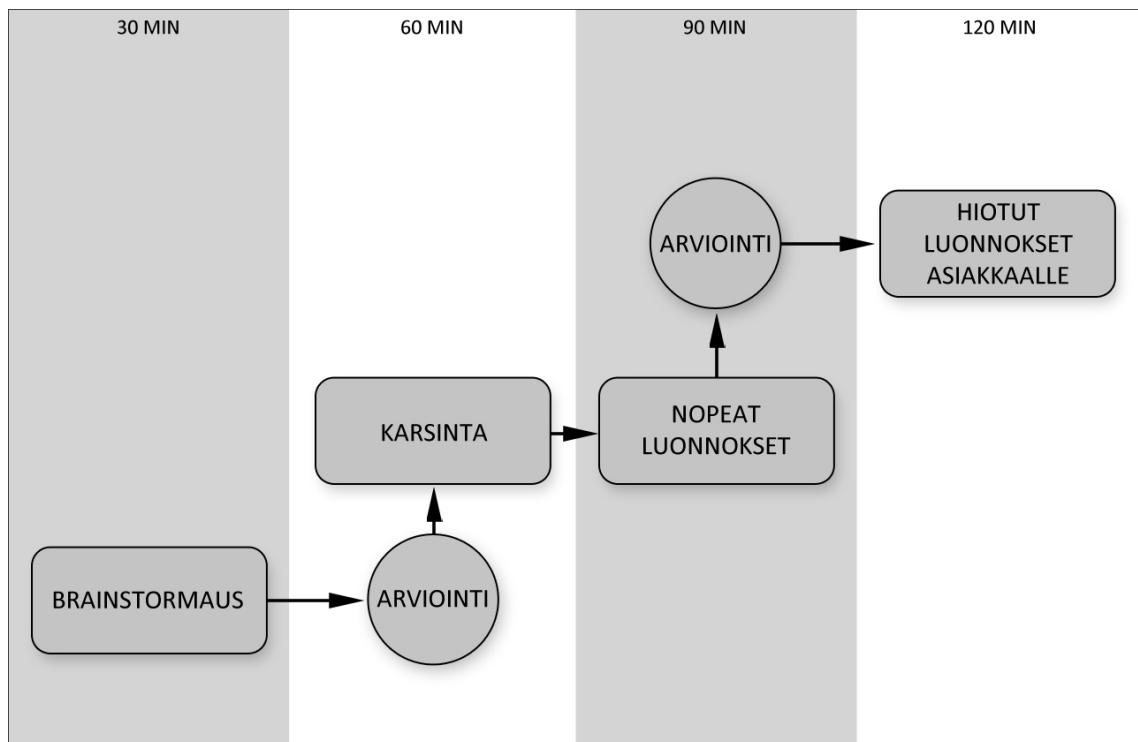 30 MIN
60 MIN
90 MIN
120 MIN
ARVIOINTI
HIOTUT
LUONNOKSET
ASIAKKAALLE
KARSINTA
NOPEAT
LUONNOKSET
BRAINSTORMAUS
ARVIOINTI